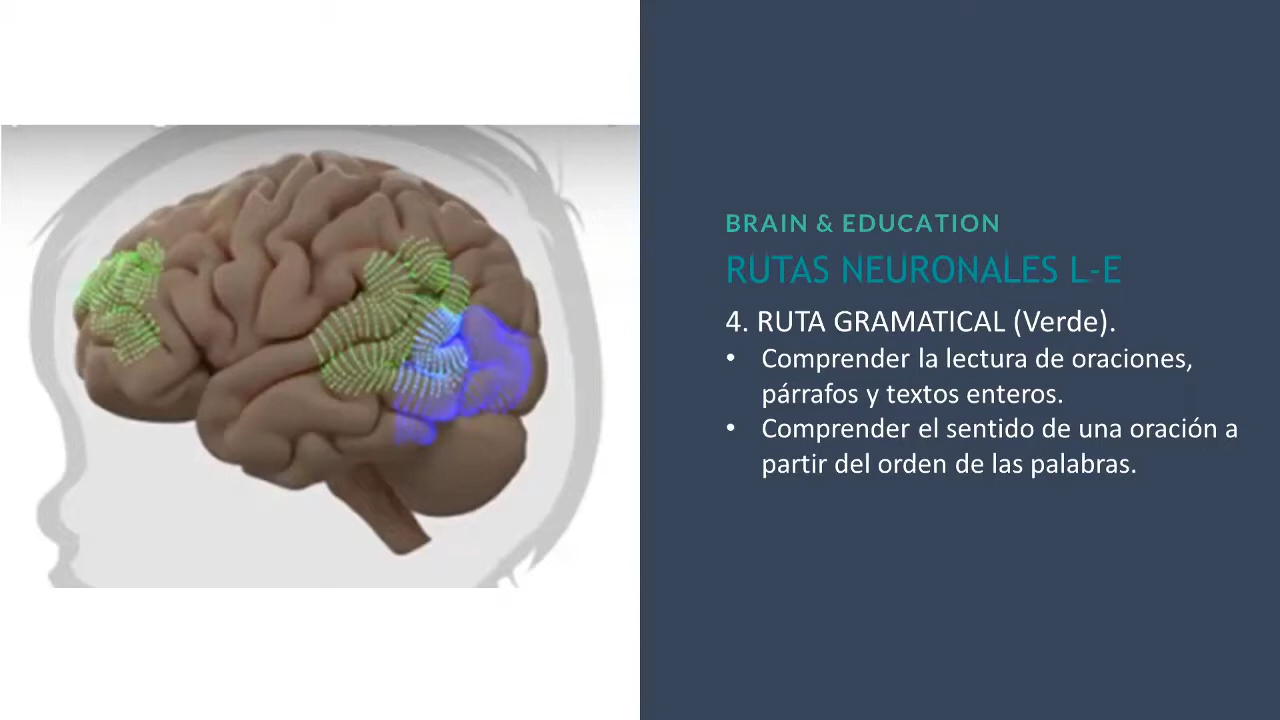 BRAIN & EDUCATION
RUTAS NEURONALES L-E
4. RUTA GRAMATICAL (Verde).
• Comprender la lectura de oraciones,
párrafos y textos enteros.
• Comprender el sentido de una oración a
partir del orden de las palabras.